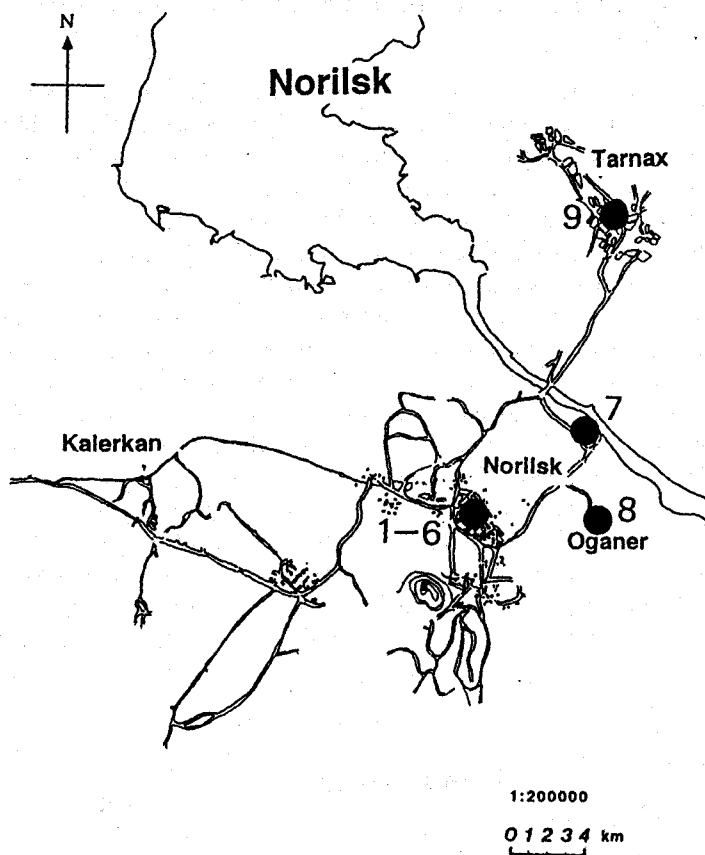 N
Norilsk
Tarnax
9
7
Kalerkan
Norilsk
8
1–6
Oganer
1:200000
0 1 2 3 4 km